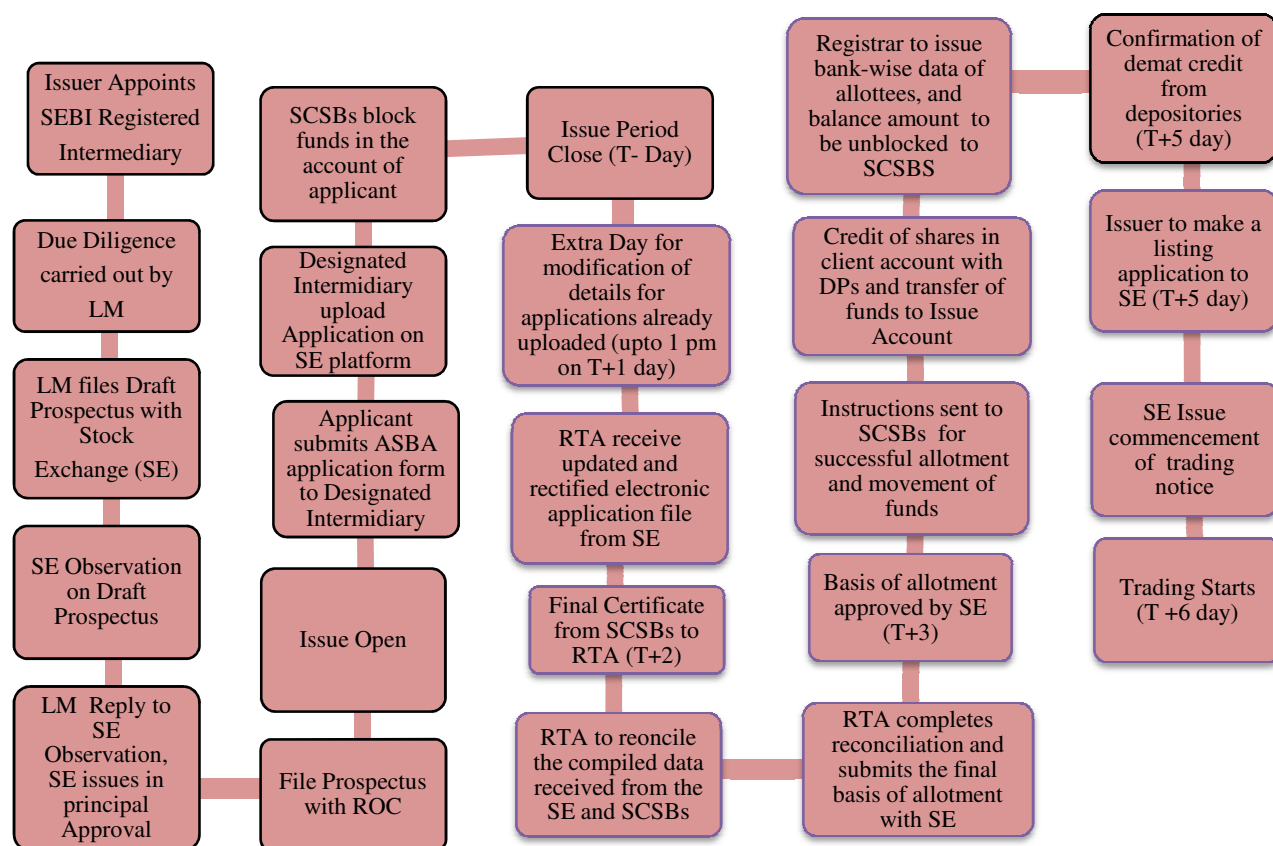 Issuer Appoints
SEBI Registered
Intermediary
Due Diligence
carried out by
LM
LM files Draft
Prospectus with
Stock
Exchange (SE)
SE Observation
on Draft
Prospectus
LM Reply to
SE
Observation,
SE issues in
principal
Approval
File Prospectus
with ROC
Issue Open
Applicant
submits ASBA
application form
to Designated
Intermidiary
Designated
Intermidiary
upload
Application on
SE platform
SCSBs block
funds in the
account of
applicant
Issue Period
Close (T- Day)
Extra Day for
modification of
details for
applications already
uploaded (upto 1 pm
on T+1 day)
RTA receive
updated and
rectified electronic
application file
from SE
Final Certificate
from SCSBs to
RTA (T+2)
RTA to reconcile
the compiled data
received from the
SE and SCSBs
RTA completes
reconciliation and
submits the final
basis of allotment
with SE
Basis of allotment
approved by SE
(T+3)
Instructions sent to
SCSBs for
successful allotment
and movement of
funds
Credit of shares in
client account with
DPs and transfer of
funds to Issue
Account
Registrar to issue
bank-wise data of
allottees, and
balance amount to
be unblocked to
SCSBS
Confirmation of
demat credit
from
depositories
(T+5 day)
Issuer to make a
listing
application to
SE (T+5 day)
SE Issue
commencement
of trading
notice
Trading Starts
(T +6 day)